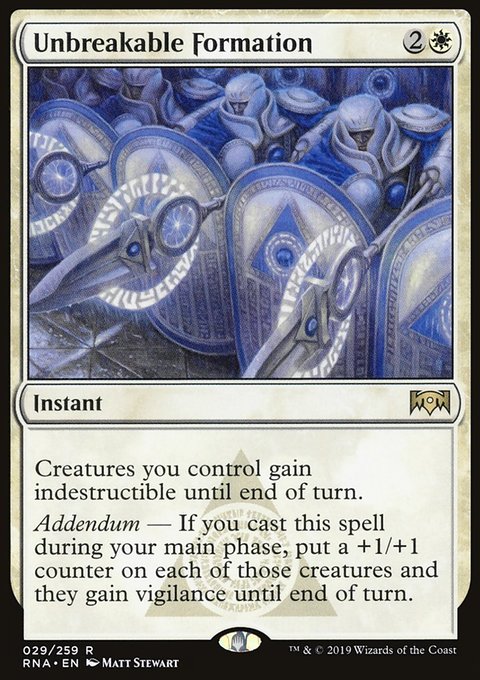 Unbreakable Formation 2
Instant
Creatures you control gain
indestructible until end of turn.
Addendum — If you cast this spell
during your main phase, put a +1/+1
counter on each of those creatures and
they gain vigilance until end of turn.
029/259 R
RNA • EN Matt Stewart
™ & © 2019 Wizards of the Coast